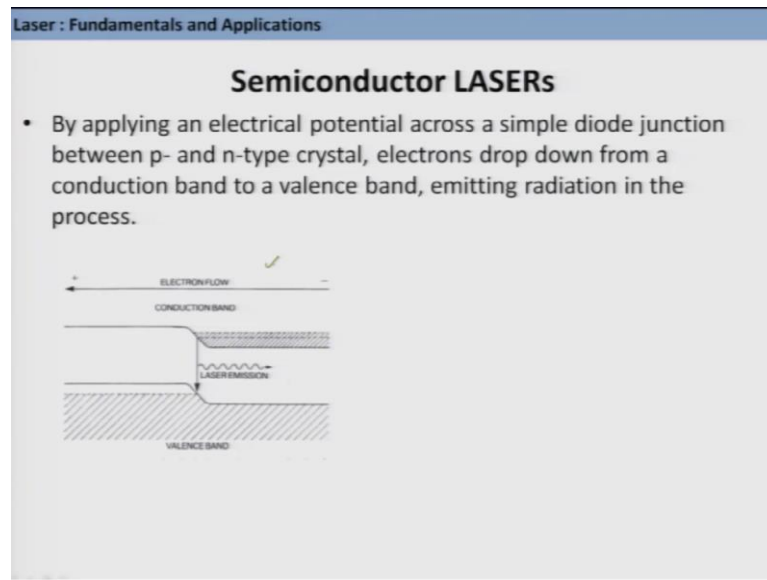 Laser : Fundamentals and Applications
Semiconductor LASERs
• By applying an electrical potential across a simple diode junction
between p- and n-type crystal, electrons drop down from a
conduction band to a valence band, emitting radiation in the
process.
+ ELECTRON FLOW −
CONDUCTION BAND
LASER EMISSION
VALENCE BAND